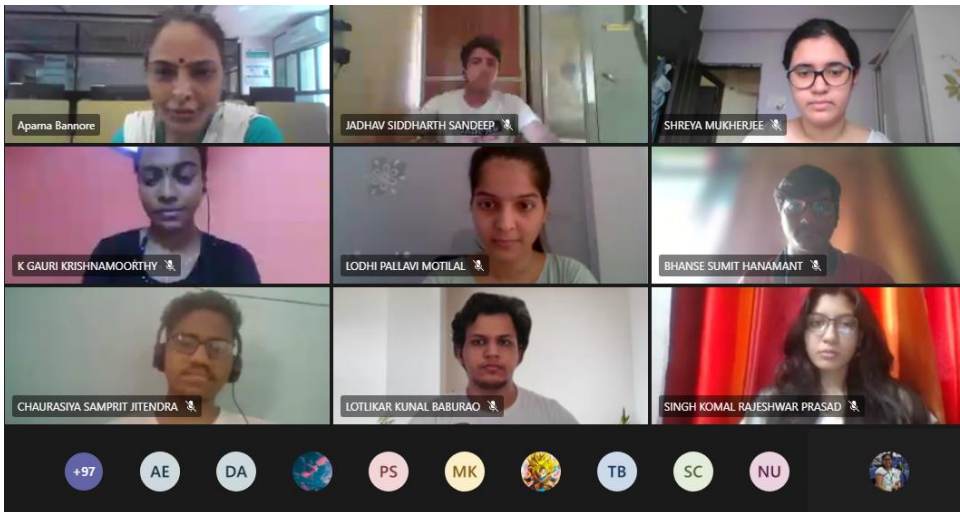 Aparna Bannore
JADHAV SIDDHARTH SANDEEP
SHREYA MUKHERJEE
K GAURI KRISHNAMOORTHY
LODHI PALLAVI MOTILAL
BHANSE SUMIT HANAMANT
CHAURASIYA SAMPRIT JITENDRA
LOTLIKAR KUNAL BABURAO
SINGH KOMAL RAJESHWAR PRASAD
+97 AE DA PS MK TB SC NU